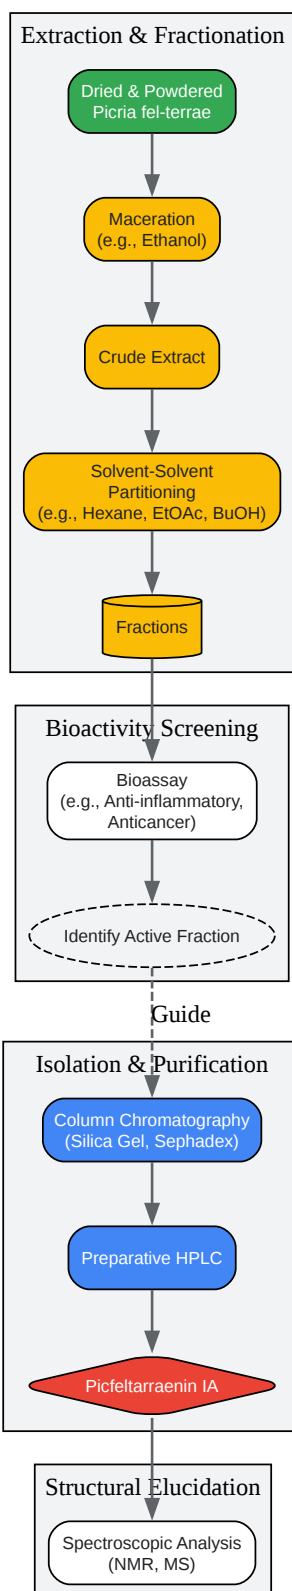 Extraction & Fractionation
Dried & Powdered
Picria fel-terrae
Maceration
(e.g., Ethanol)
Crude Extract
Solvent-Solvent
Partitioning
(e.g., Hexane, EtOAc, BuOH)
Fractions
Bioactivity Screening
Bioassay
(e.g., Anti-inflammatory,
Anticancer)
Identify Active Fraction
Guide
Isolation & Purification
Column Chromatography
(Silica Gel, Sephadex)
Preparative HPLC
Picfeltarraenin IA
Structural Elucidation
Spectroscopic Analysis
(NMR, MS)